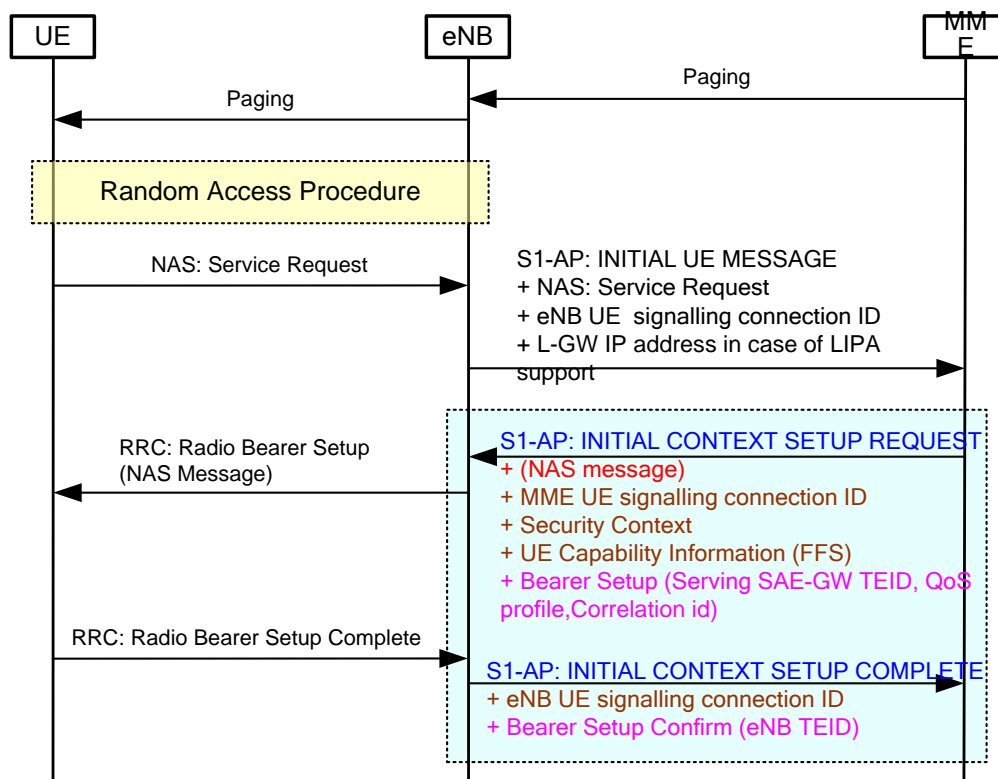 UE
eNB
MM
E
Paging
Paging
Random Access Procedure
NAS: Service Request
S1-AP: INITIAL UE MESSAGE
+ NAS: Service Request
+ eNB UE  signalling connection ID
+ L-GW IP address in case of LIPA
support
RRC: Radio Bearer Setup
(NAS Message)
S1-AP: INITIAL CONTEXT SETUP REQUEST
+ (NAS message)
+ MME UE signalling connection ID
+ Security Context
+ UE Capability Information (FFS)
+ Bearer Setup (Serving SAE-GW TEID, QoS
profile,Correlation id)
RRC: Radio Bearer Setup Complete
S1-AP: INITIAL CONTEXT SETUP COMPLETE
+ eNB UE signalling connection ID
+ Bearer Setup Confirm (eNB TEID)